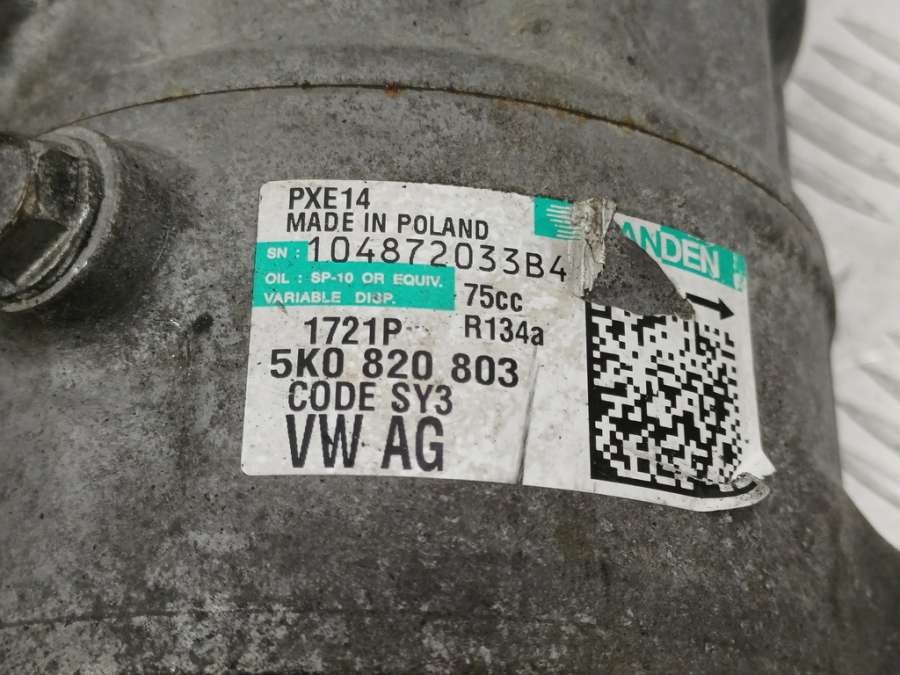 PXE14
MADE IN POLAND
ANDEN
SN : 104872033B4
OIL : SP-10 OR EQUIV. 75cc
VARIABLE DISP. R134a
1721P
5K0 820 803
CODE SY3
VW AG